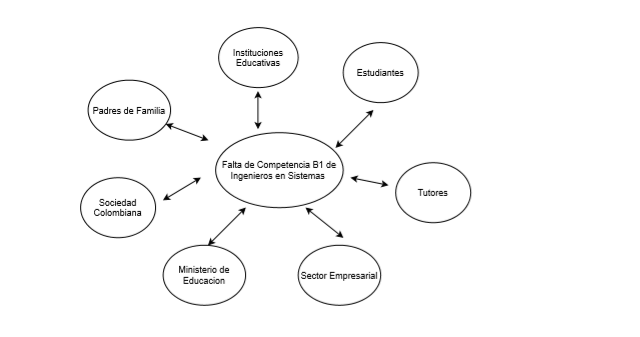 Instituciones
Educativas
Estudiantes
Padres de Familia
Falta de Competencia B1 de
Ingenieros en Sistemas
Tutores
Sociedad
Colombiana
Ministerio de
Educacion
Sector Empresarial